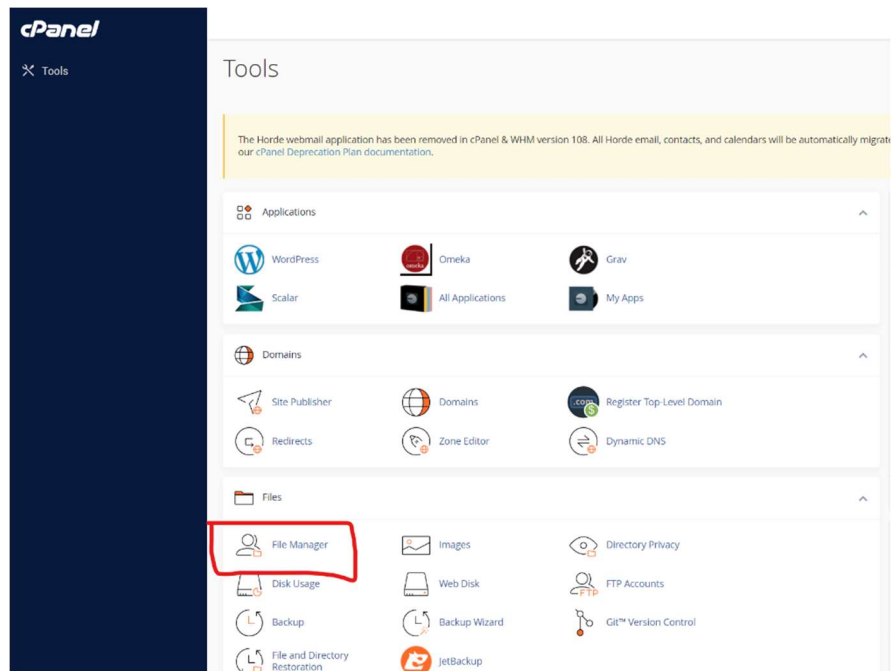 cPanel
Tools
Tools
The Horde webmail application has been removed in cPanel & WHM version 108. All Horde email, contacts, and calendars will be automatically migrate
our cPanel Deprecation Plan documentation.
Applications
WordPress
Omeka
Grav
Scalar
All Applications
My Apps
Domains
Site Publisher
Domains
.com
Register Top-Level Domain
Redirects
Zone Editor
Dynamic DNS
Files
File Manager
Images
Directory Privacy
Disk Usage
Web Disk
FTP
FTP Accounts
Backup
Backup Wizard
Git™ Version Control
File and Directory
Restoration
JetBackup